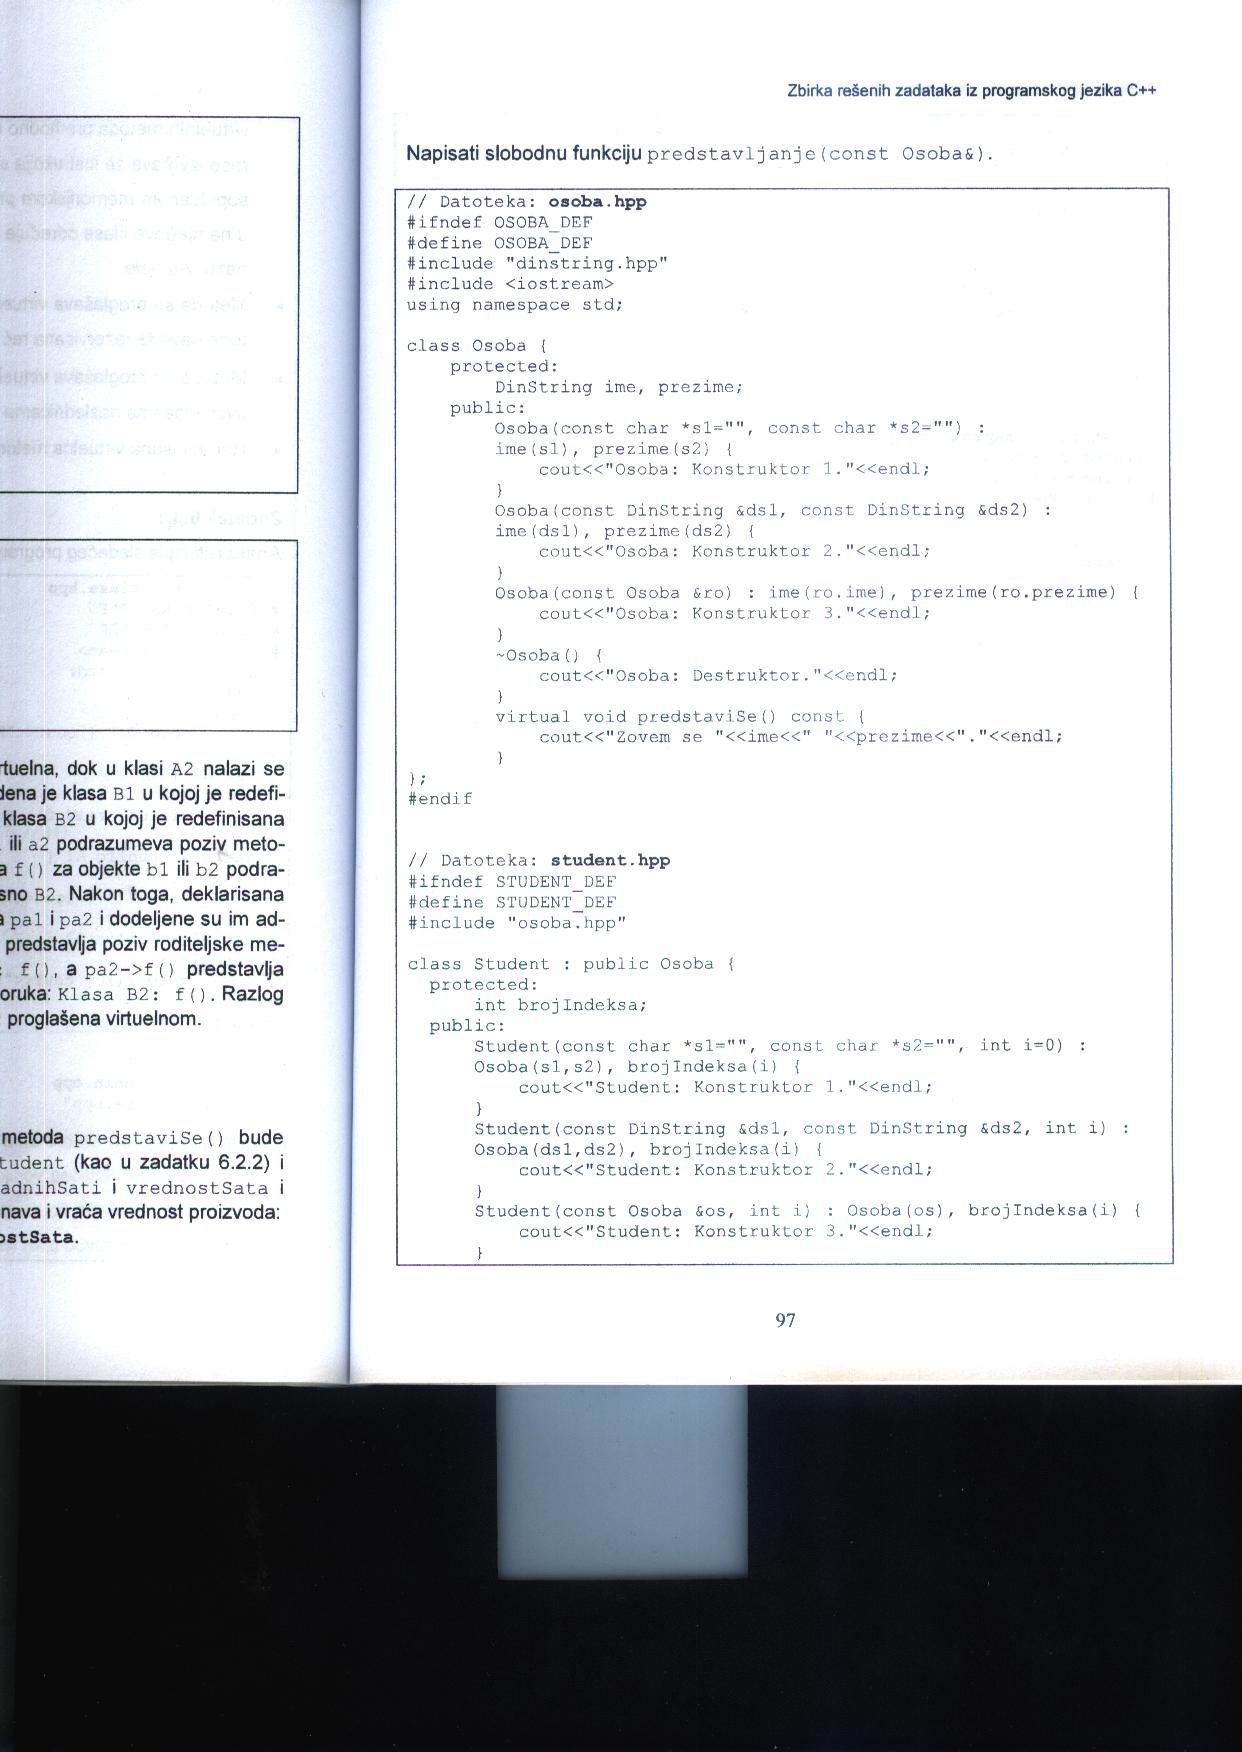 rtuelna, dok u klasi A2 nalazi se
dena je klasa B1 u kojoj je redefi-
klasa B2 u kojoj je redefinisana
ili a2 podrazumeva poziv meto-
a f() za objekte b1 ili b2 podra-
sno B2. Nakon toga, deklarisana
a pa1 i pa2 i dodeljene su im ad-
predstavlja poziv roditeljske me-
: f(), a pa2->f() predstavlja
oruka: Klasa B2: f(). Razlog
proglašena virtuelnom.
metoda predstaviSe() bude
tudent (kao u zadatku 6.2.2) i
adnihSati i vrednostSata i
nava i vraća vrednost proizvoda:
ostSata.
Zbirka rešenih zadataka iz programskog jezika C++
Napisati slobodnu funkciju predstavljanje(const Osoba&).
// Datoteka: osoba.hpp
#ifndef OSOBA_DEF
#define OSOBA_DEF
#include "dinstring.hpp"
#include <iostream>
using namespace std;
class Osoba {
protected:
DinString ime, prezime;
public:
Osoba(const char *s1="", const char *s2="") :
ime(s1), prezime(s2) {
cout<<"Osoba: Konstruktor 1."<<endl;
}
Osoba(const DinString &ds1, const DinString &ds2) :
ime(ds1), prezime(ds2) {
cout<<"Osoba: Konstruktor 2."<<endl;
}
Osoba(const Osoba &ro) : ime(ro.ime), prezime(ro.prezime) {
cout<<"Osoba: Konstruktor 3."<<endl;
}
~Osoba() {
cout<<"Osoba: Destruktor."<<endl;
}
virtual void predstaviSe() const {
cout<<"Zovem se "<<ime<<" "<<prezime<<"."<<endl;
}
};
#endif
// Datoteka: student.hpp
#ifndef STUDENT_DEF
#define STUDENT_DEF
#include "osoba.hpp"
class Student : public Osoba {
protected:
int brojIndeksa;
public:
Student(const char *s1="", const char *s2="", int i=0) :
Osoba(s1,s2), brojIndeksa(i) {
cout<<"Student: Konstruktor 1."<<endl;
}
Student(const DinString &ds1, const DinString &ds2, int i) :
Osoba(ds1,ds2), brojIndeksa(i) {
cout<<"Student: Konstruktor 2."<<endl;
}
Student(const Osoba &os, int i) : Osoba(os), brojIndeksa(i) {
cout<<"Student: Konstruktor 3."<<endl;
}
97